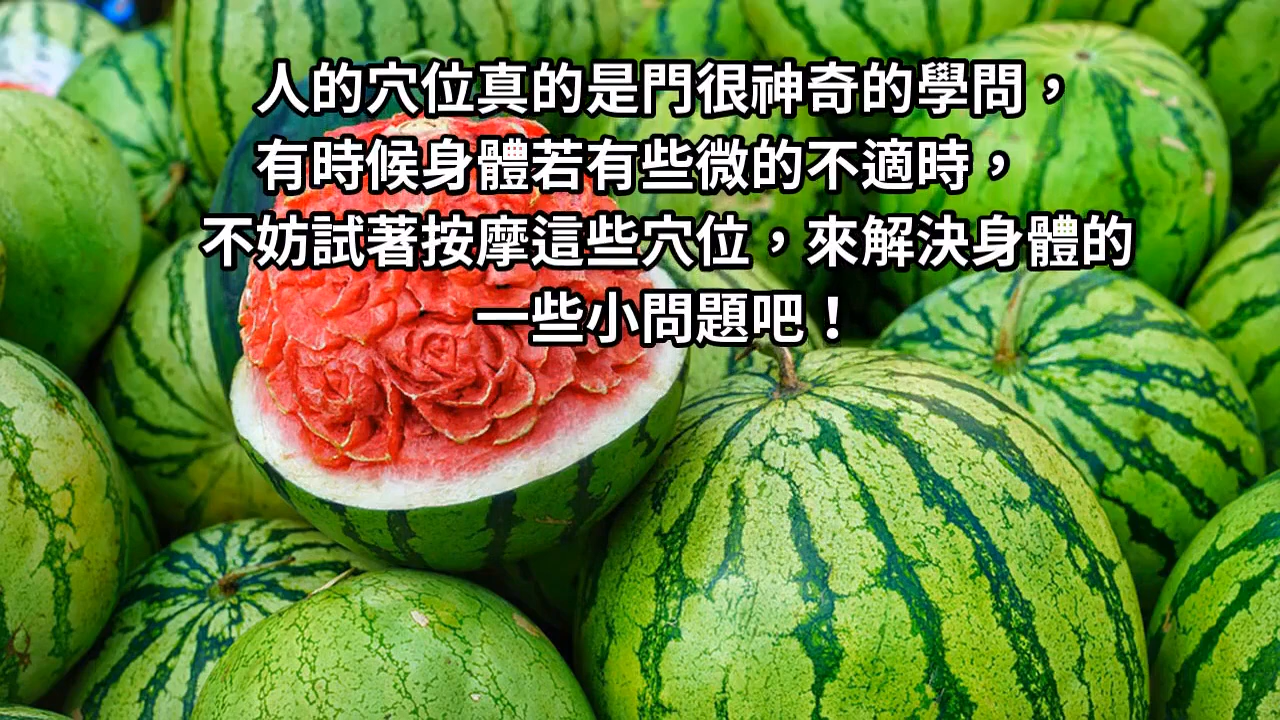 人的穴位真的是門很神奇的學問，
有時候身體若有些微的不適時，
不妨試著按摩這些穴位，來解決身體的
一些小問題吧！